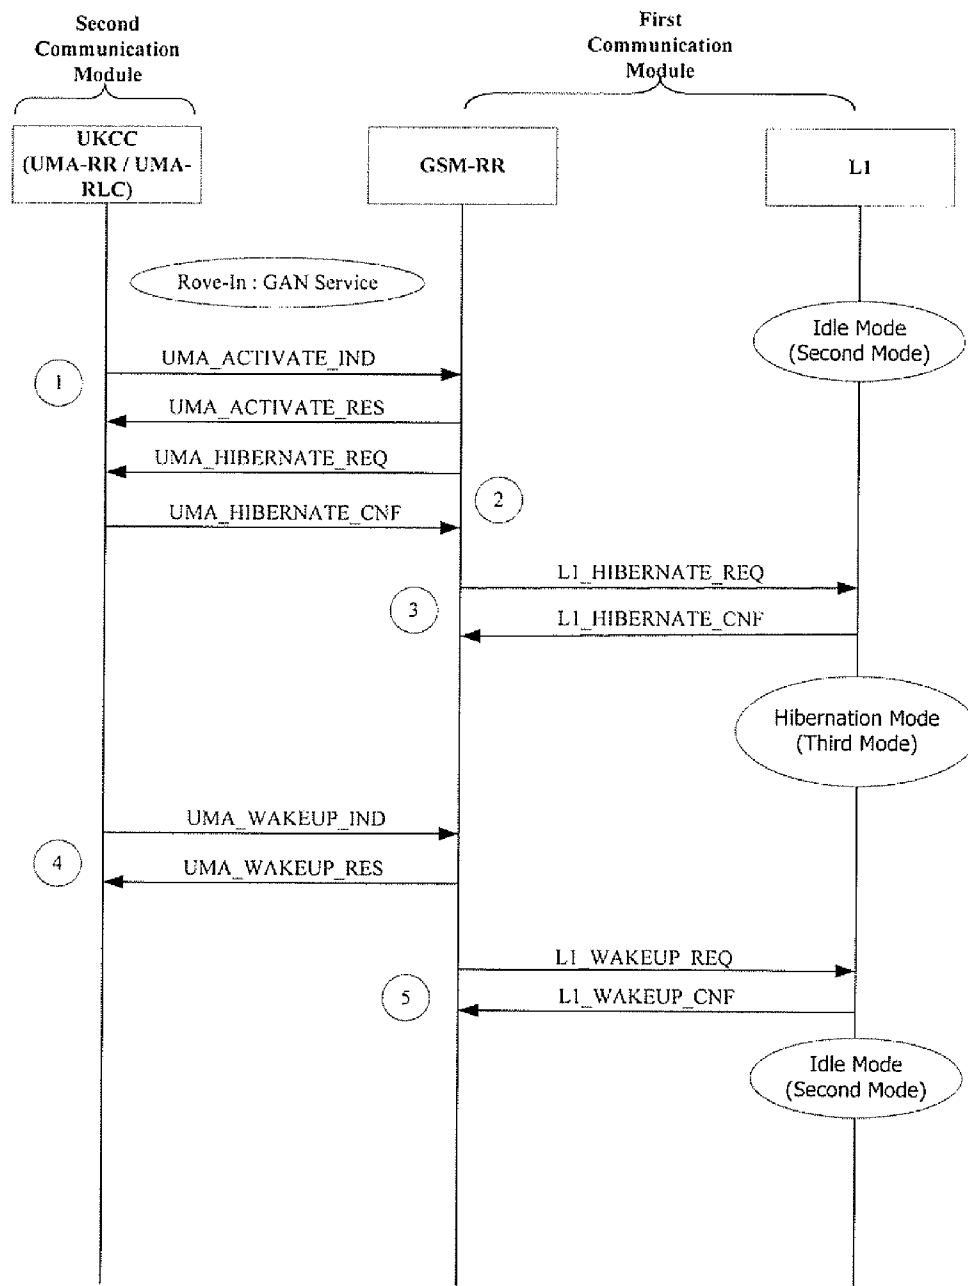 Second
Communication
Module
First
Communication
Module
UKCC
(UMA-RR / UMA-
RLC)
GSM-RR
L1
Rove-In : GAN Service
Idle Mode
(Second Mode)
UMA_ACTIVATE_IND
1
UMA_ACTIVATE_RES
UMA_HIBERNATE_REQ
2
UMA_HIBERNATE_CNF
L1_HIBERNATE_REQ
3
L1_HIBERNATE_CNF
Hibernation Mode
(Third Mode)
UMA_WAKEUP_IND
4
UMA_WAKEUP_RES
L1_WAKEUP_REQ
5
L1_WAKEUP_CNF
Idle Mode
(Second Mode)